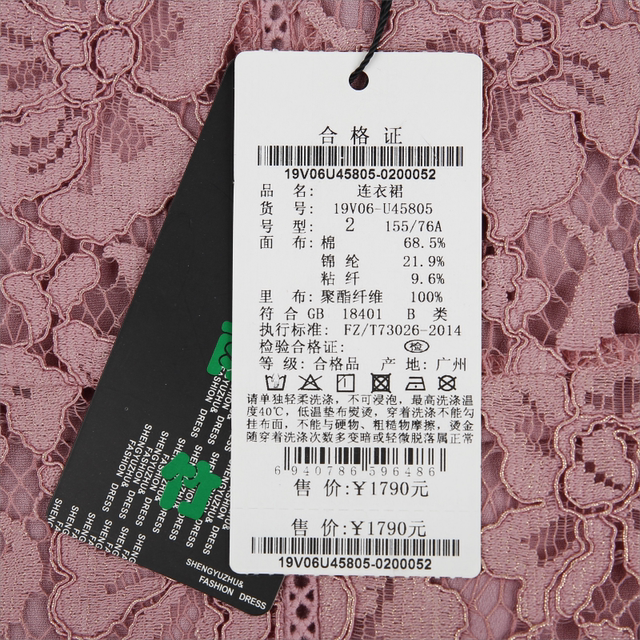 合格证
19V06U45805-0200052
品 名: 连衣裙
货 号: 19V06-U45805
号 型: 2 155/76A
面 布: 棉 68.5%
锦 纶 21.9%
粘 纤 9.6%
里 布: 聚酯纤维 100%
符合GB 18401 B 类
执行标准: FZ/T73026-2014
检验合格证: 检
等 级: 合格品 产 地: 广州
请单独轻柔洗涤, 不可浸泡, 最高洗涤温
度40℃, 低温垫布熨烫, 穿着洗涤不能勾
挂布面, 不能与硬物、粗糙物摩擦, 烫金
随穿着洗涤次数多变暗或轻微脱落属正常
6940786596486
售 价:¥1790元
售 价:¥1790元
19V06U45805-0200052
SHENGYUZHU&
FASHION DRESS